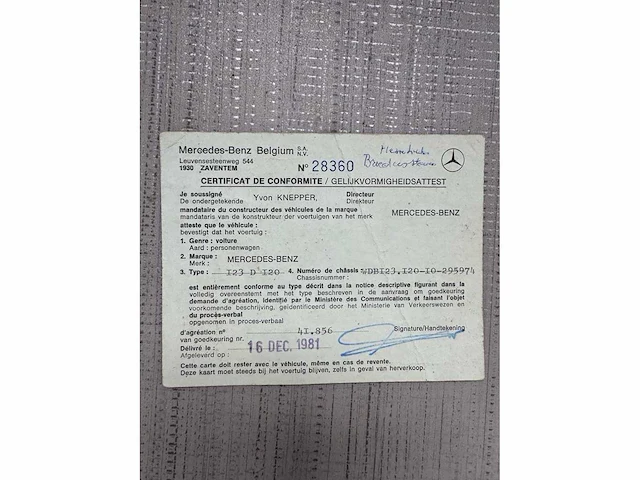 Mercedes-Benz Belgium S.A. N.V.
Leuvensesteenweg 544
1930 ZAVENTEM
Nº 28360
CERTIFICAT DE CONFORMITE / GELIJKVORMIGHEIDSATTEST
Je soussigné Yvon KNEPPER, Directeur
De ondergetekende Direkteur
mandataire du constructeur des véhicules de la marque
mandataris van de konstrukteur der voertuigen van het merk MERCEDES-BENZ
atteste que le véhicule :
bevestigt dat het voertuig :
1. Genre : voiture
Aard : personenwagen
2. Marque : MERCEDES-BENZ
Merk :
3. Type : I23 D I20 4. Numéro de châssis : WDBI23.I20-IO-295974
Chassisnummer :
est entièrement conforme au type décrit dans la notice descriptive figurant dans la
volledig overeenstemt met het type beschreven in de aanvraag om goedkeuring
demande d'agréation, identifié par le Ministère des Communications et faisant l'objet
voorkomende beschrijving, geïdentificeerd door het Ministerie van Verkeerswezen en
du procès-verbal
opgenomen in proces-verbaal
d'agréation nº 4I.856 Signature/Handtekening
van goedkeuring nr.
Délivré le : 16 DEC. 1981
Afgeleverd op :
Cette carte doit rester avec le véhicule, même en cas de revente.
Deze kaart moet steeds bij het voertuig blijven, zelfs in geval van herverkoop.